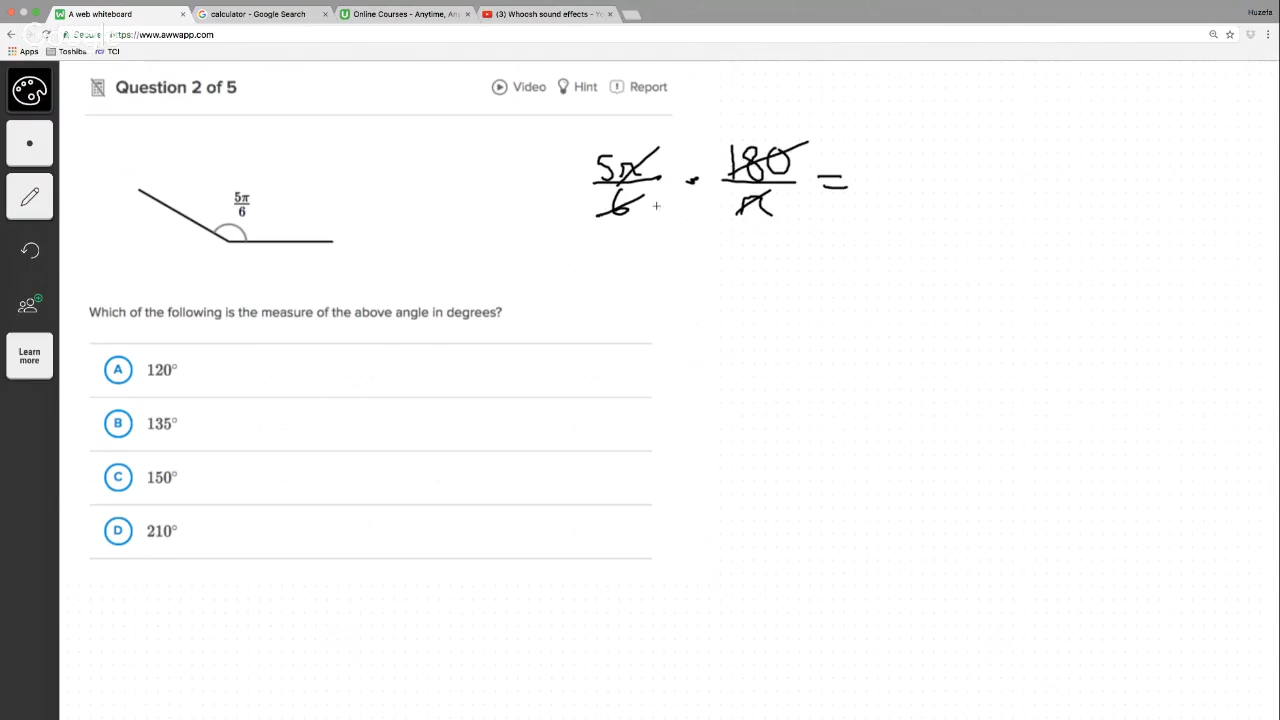 A web whiteboard calculator - Google Search Online Courses - Anytime, An (3) Whoosh sound effects - Yo Huzefa
Secure https://www.awwapp.com
Apps Toshiba TCI
Question 2 of 5 Video Hint Report
5π/6 · 180/π =
5π/6
Which of the following is the measure of the above angle in degrees?
Learn more
A 120°
B 135°
C 150°
D 210°